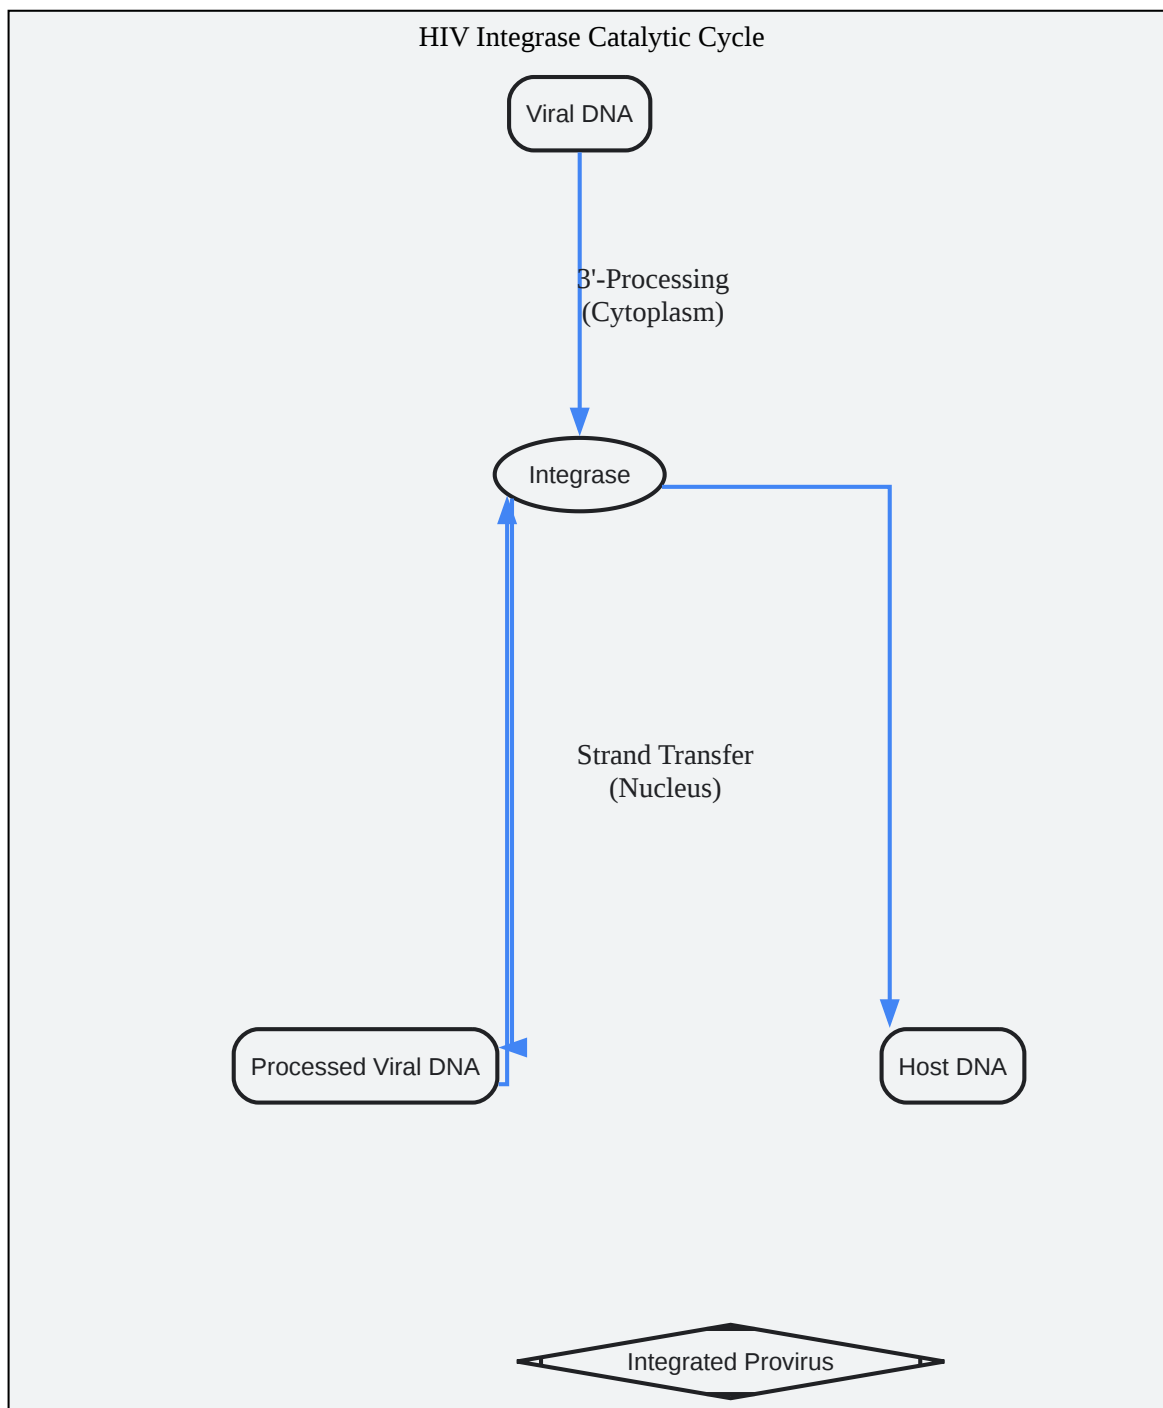 HIV Integrase Catalytic Cycle
Viral DNA
3'-Processing
(Cytoplasm)
Integrase
Strand Transfer
(Nucleus)
Processed Viral DNA
Host DNA
Integrated Provirus